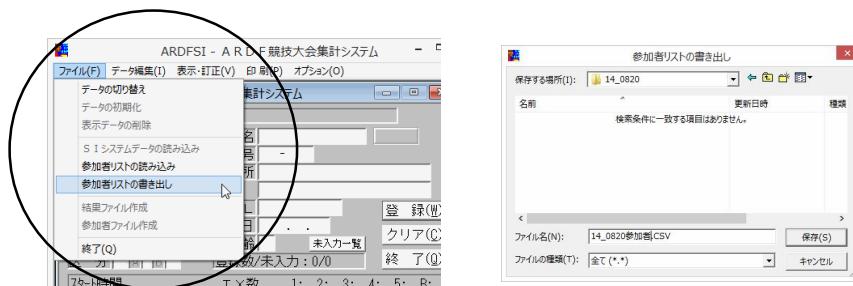 ARDFSI - ＡＲＤＦ競技大会集計システム
ファイル(F) データ編集(I) 表示・訂正(V) 印刷(P) オプション(O)
データの切り替え
データの初期化
表示データの削除
ＳＩシステムデータの読み込み
参加者リストの読み込み
参加者リストの書き出し
結果ファイル作成
参加者ファイル作成
終了(Q)
集計システム
名
号 -
所
L
日 . .
齢 未入力一覧
登録数/未入力：0/0
登 録(W)
クリア(C)
終 了(Q)
スタート時間 ＴＸ数 1: 2: 3: 4: 5: B:
参加者リストの書き出し
保存する場所(I): 14_0820
名前 更新日時 種類
検索条件に一致する項目はありません。
ファイル名(N): 14_0820参加者.CSV 保存(S)
ファイルの種類(T): 全て (*.*) キャンセル